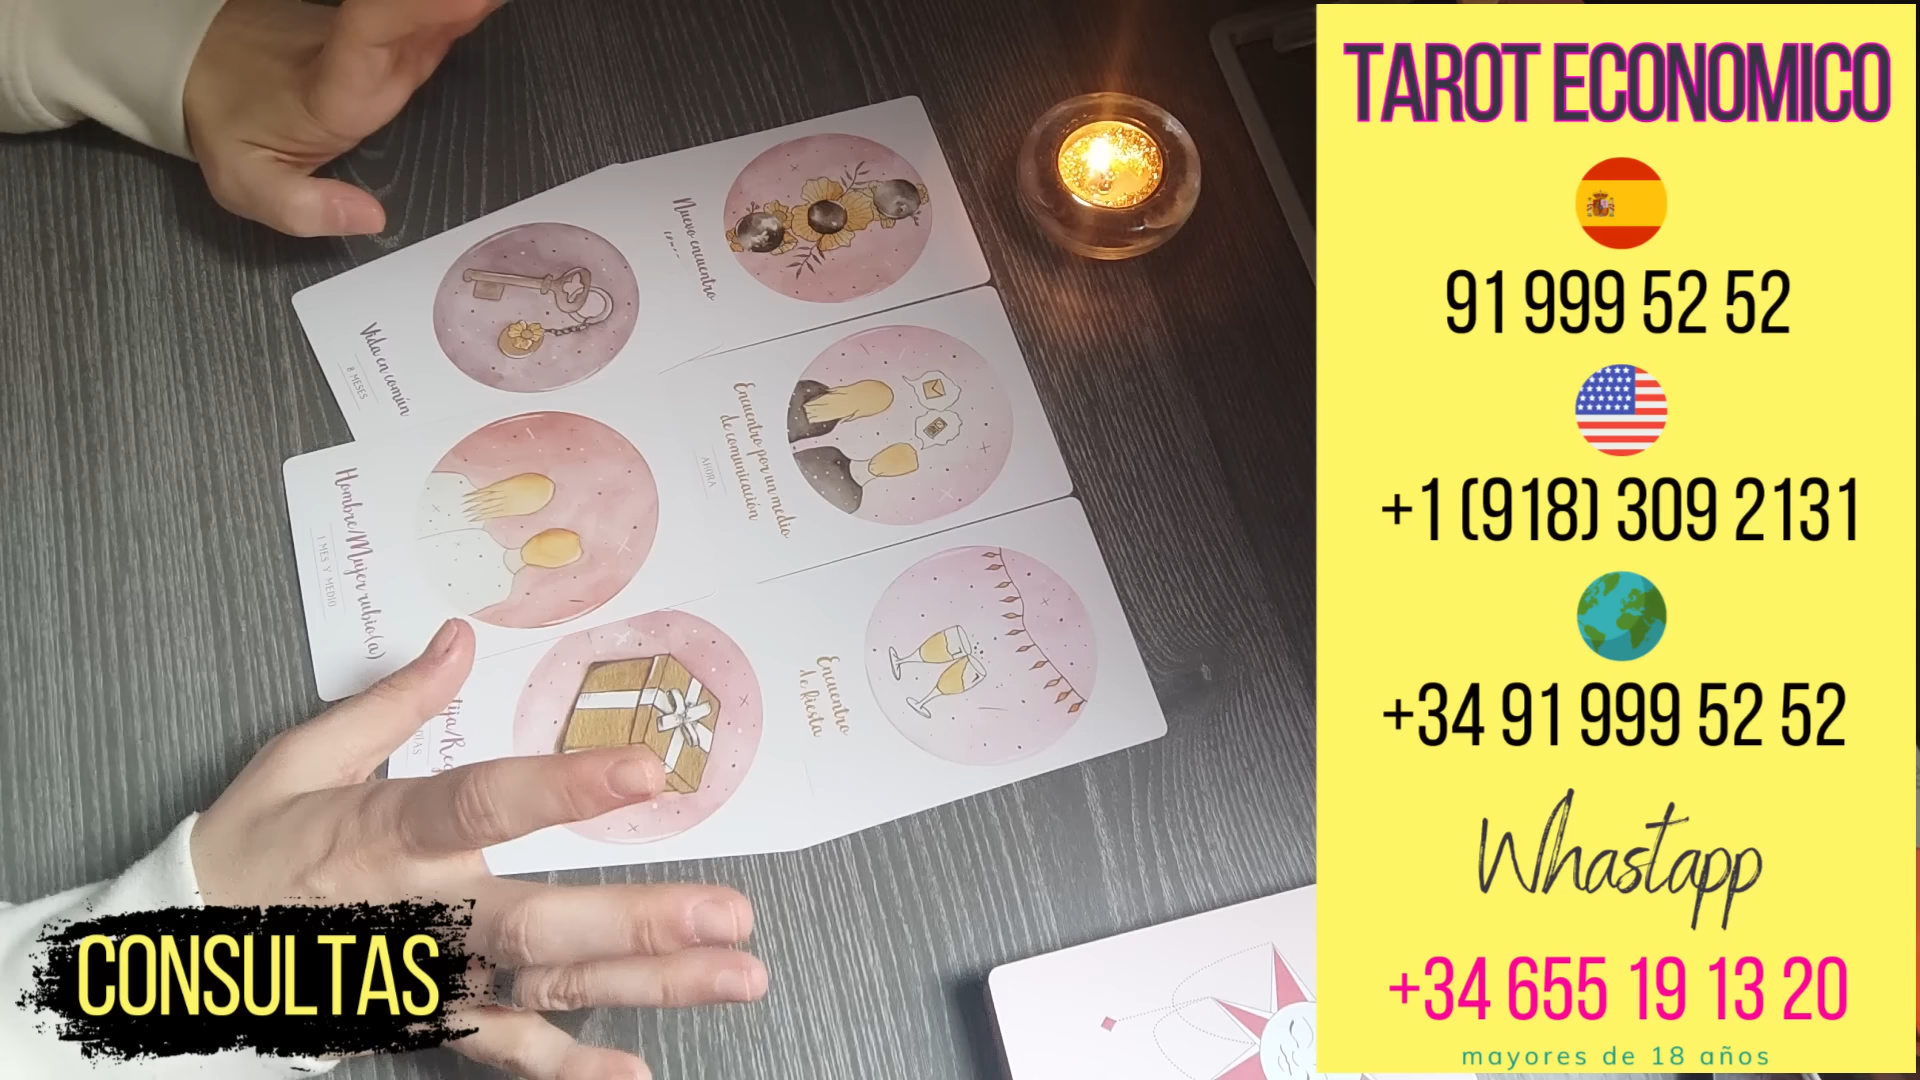 TAROT ECONOMICO
91 999 52 52
+1 (918) 309 2131
+34 91 999 52 52
Whastapp
+34 655 19 13 20
mayores de 18 años
CONSULTAS
Nuevo encuentro
Vida en común
8 MESES
Encuentro por un medio
de comunicación
AHORA
Hombre/Mujer rubio(a)
1 MES Y MEDIO
Encuentro
de fiesta